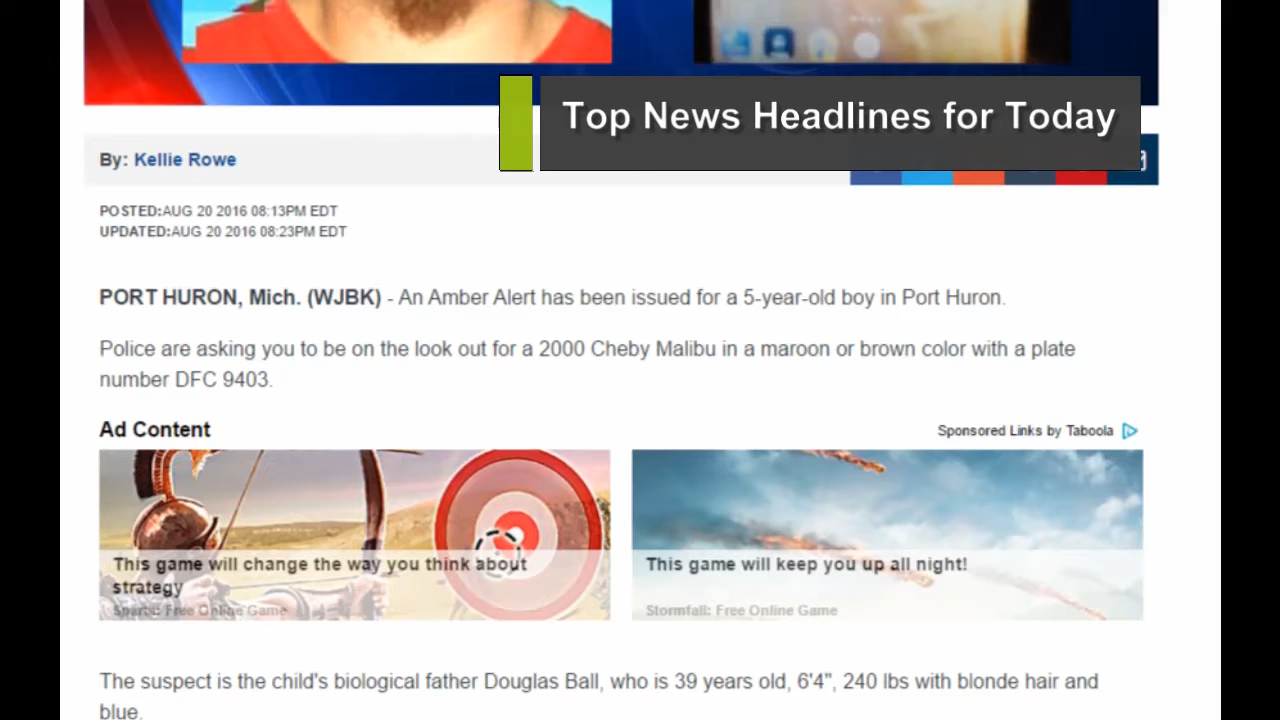 Top News Headlines for Today
By: Kellie Rowe
POSTED:AUG 20 2016 08:13PM EDT
UPDATED:AUG 20 2016 08:23PM EDT
PORT HURON, Mich. (WJBK) - An Amber Alert has been issued for a 5-year-old boy in Port Huron.
Police are asking you to be on the look out for a 2000 Cheby Malibu in a maroon or brown color with a plate
number DFC 9403.
Ad Content
Sponsored Links by Taboola
This game will change the way you think about
strategy
Sparta: Free Online Game
This game will keep you up all night!
Stormfall: Free Online Game
The suspect is the child's biological father Douglas Ball, who is 39 years old, 6'4", 240 lbs with blonde hair and
blue.